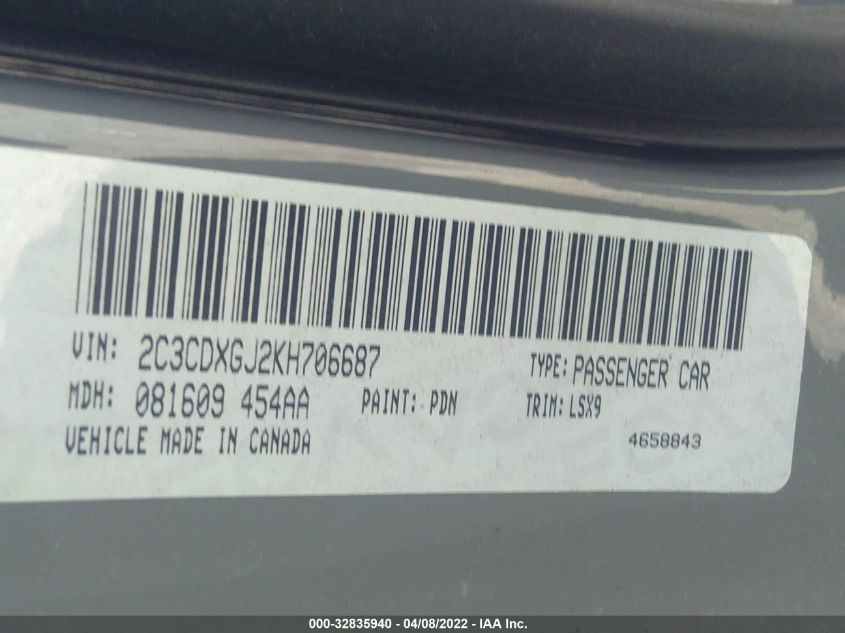 VIN: 2C3CDXGJ2KH706687 TYPE: PASSENGER CAR
MDH: 081609 454AA PAINT: PDN TRIM: LSX9
VEHICLE MADE IN CANADA 4658843
000-32835940 - 04/08/2022 - IAA Inc.